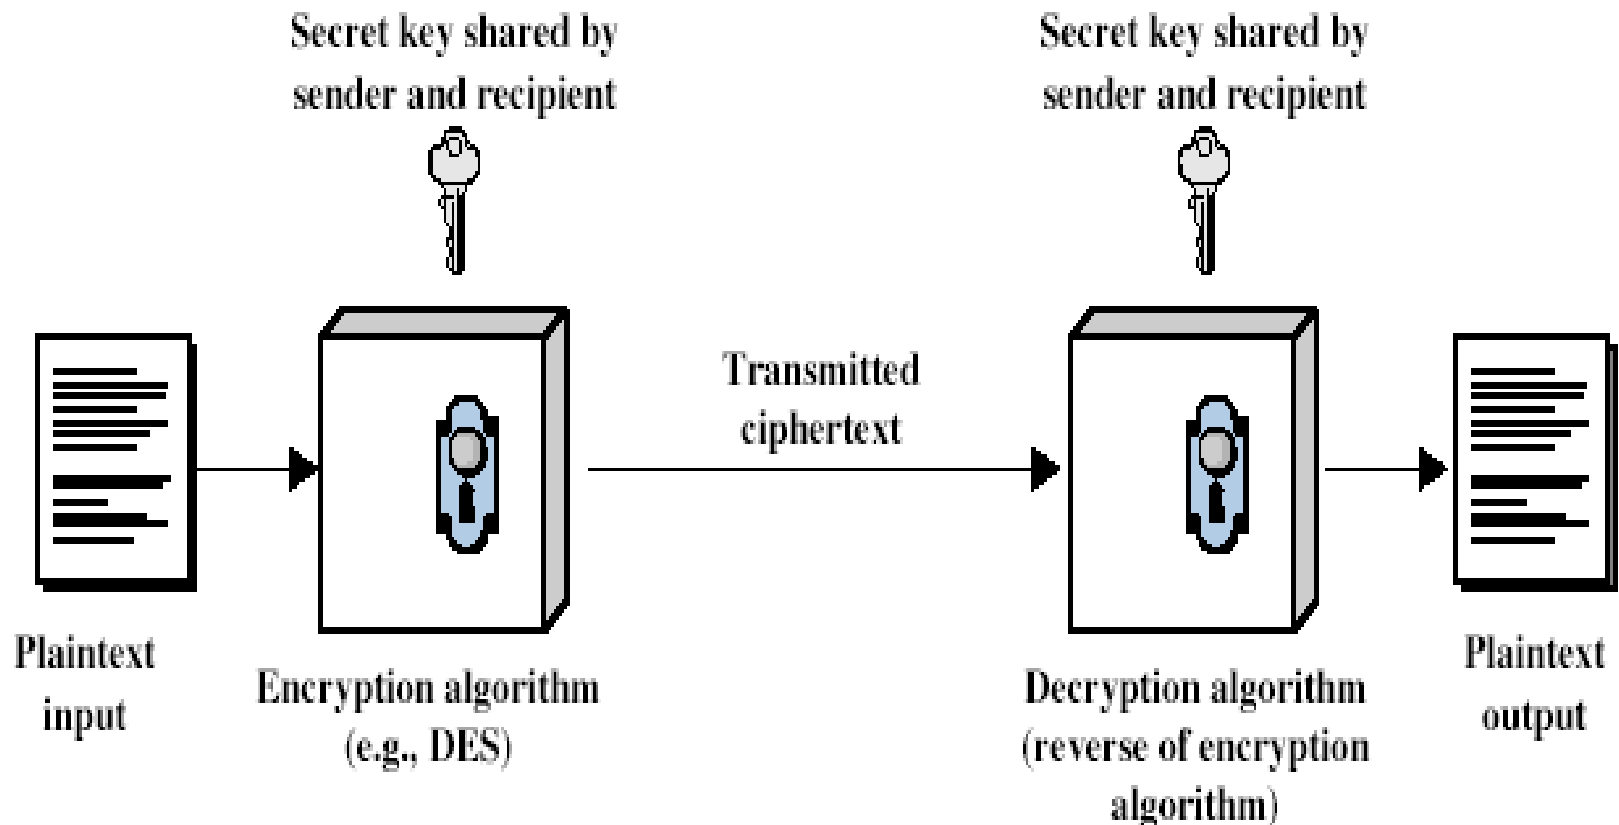 Secret key shared by
sender and recipient
Secret key shared by
sender and recipient
Transmitted
ciphertext
Plaintext
input
Encryption algorithm
(e.g., DES)
Decryption algorithm
(reverse of encryption
algorithm)
Plaintext
output